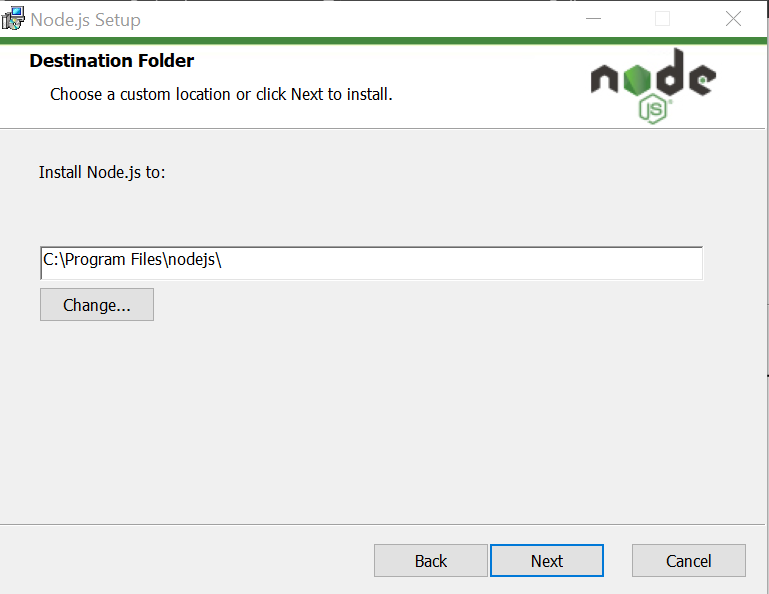 Node.js Setup
Destination Folder
Choose a custom location or click Next to install.
node
JS
Install Node.js to:
C:\Program Files\nodejs\
Change...
Back
Next
Cancel